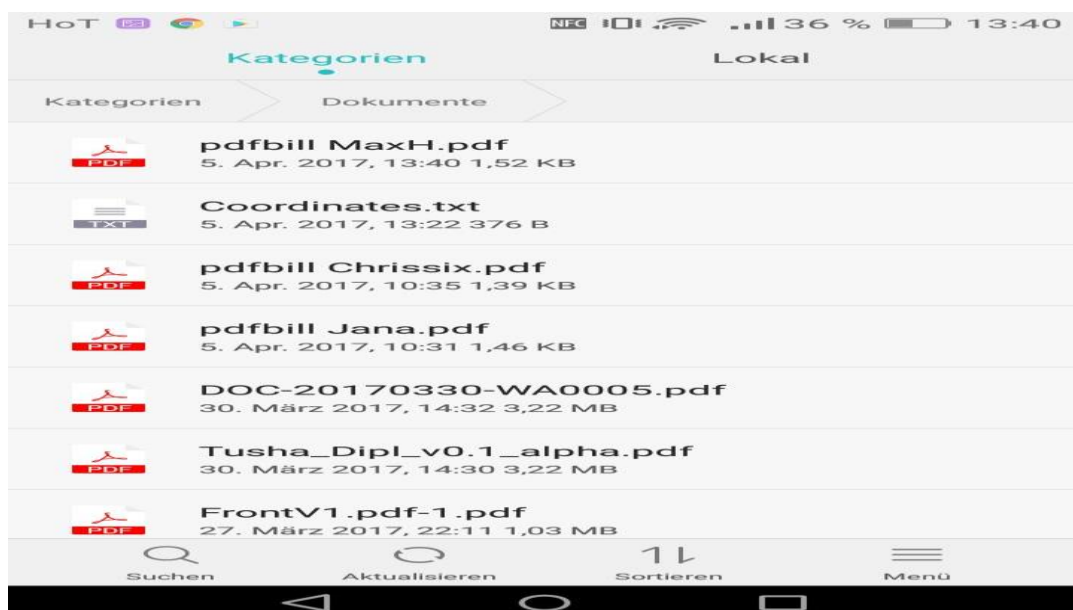 HoT NFC 36 % 13:40
Kategorien Lokal
Kategorien Dokumente
pdfbill MaxH.pdf
PDF 5. Apr. 2017, 13:40 1,52 KB
Coordinates.txt
TXT 5. Apr. 2017, 13:22 376 B
pdfbill Chrissix.pdf
PDF 5. Apr. 2017, 10:35 1,39 KB
pdfbill Jana.pdf
PDF 5. Apr. 2017, 10:31 1,46 KB
DOC-20170330-WA0005.pdf
PDF 30. März 2017, 14:32 3,22 MB
Tusha_Dipl_v0.1_alpha.pdf
PDF 30. März 2017, 14:30 3,22 MB
FrontV1.pdf-1.pdf
PDF 27. März 2017, 22:11 1,03 MB
Suchen Aktualisieren Sortieren Menü